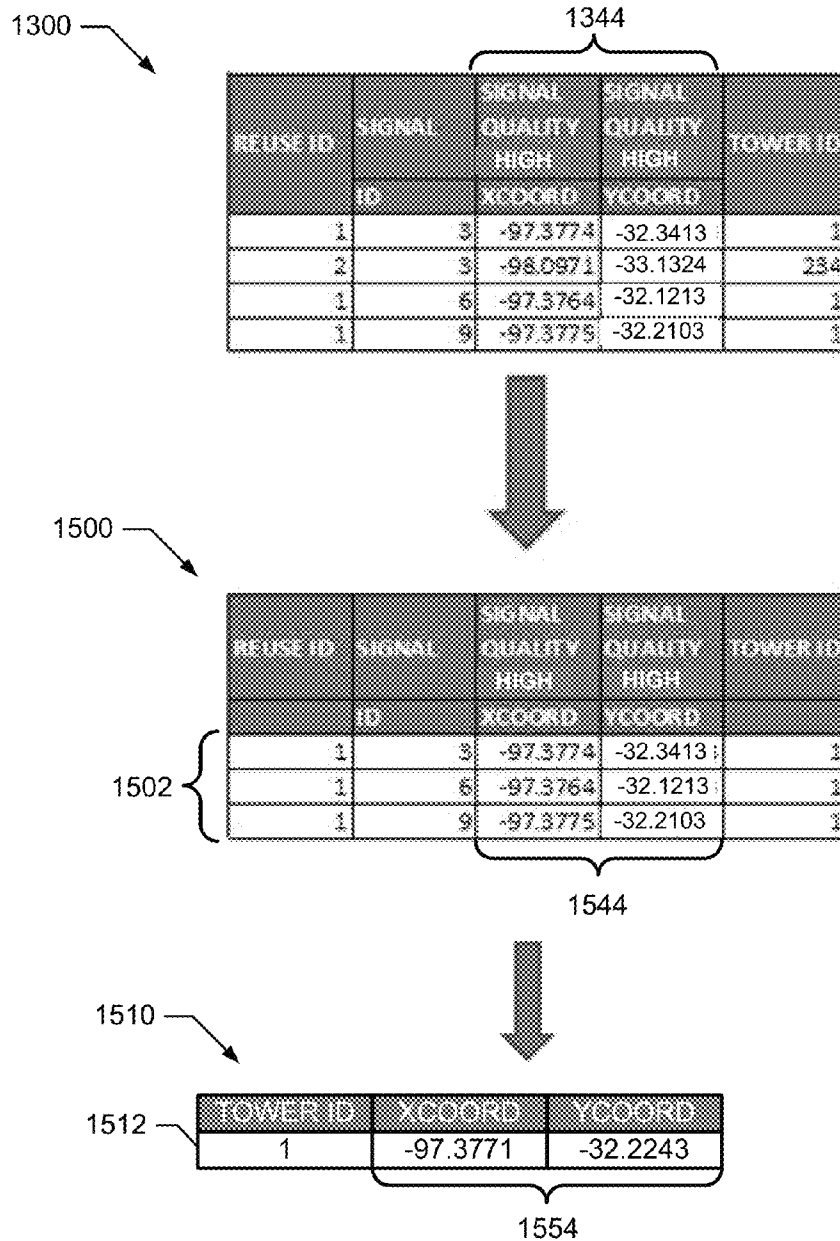 1300
1344
REUSE ID SIGNAL ID SIGNAL QUALITY HIGH XCOORD SIGNAL QUALITY HIGH YCOORD TOWER ID
1 3 -97.3774 -32.3413 1
2 3 -98.0971 -33.1324 234
1 6 -97.3764 -32.1213 1
1 9 -97.3775 -32.2103 1
1500
REUSE ID SIGNAL ID SIGNAL QUALITY HIGH XCOORD SIGNAL QUALITY HIGH YCOORD TOWER ID
1502
1 3 -97.3774 -32.3413 1
1 6 -97.3764 -32.1213 1
1 9 -97.3775 -32.2103 1
1544
1510
TOWER ID XCOORD YCOORD
1512
1 -97.3771 -32.2243
1554